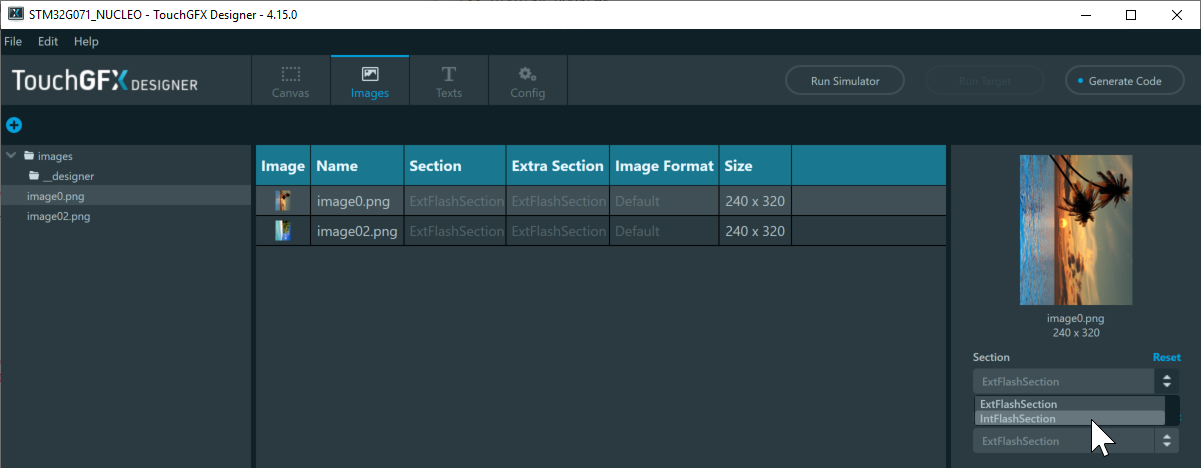 STM32G071_NUCLEO - TouchGFX Designer - 4.15.0
File Edit Help
TouchGFX DESIGNER
Canvas Images Texts Config
Run Simulator Run Target Generate Code
images
__designer
image0.png
image02.png
Image Name Section Extra Section Image Format Size
image0.png ExtFlashSection ExtFlashSection Default 240 x 320
image02.png ExtFlashSection ExtFlashSection Default 240 x 320
image0.png
240 x 320
Section Reset
ExtFlashSection
ExtFlashSection
IntFlashSection
ExtFlashSection